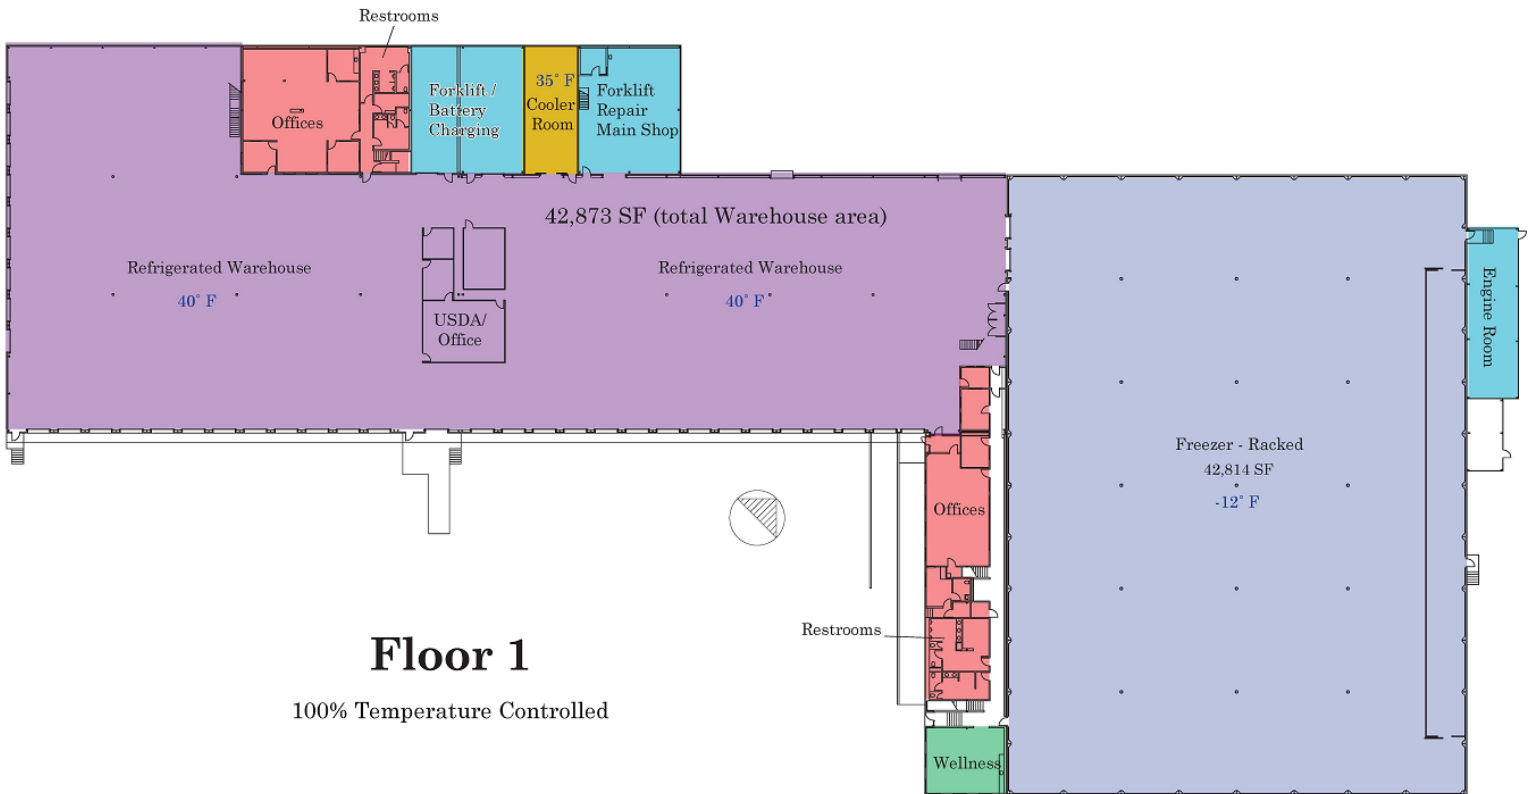 Restrooms
Offices
Forklift /
Battery
Charging
35° F
Cooler
Room
Forklift
Repair
Main Shop
42,873 SF (total Warehouse area)
Refrigerated Warehouse
40° F
Refrigerated Warehouse
40° F
USDA/
Office
Engine Room
Freezer - Racked
42,814 SF
-12° F
Offices
Restrooms
Floor 1
100% Temperature Controlled
Wellness